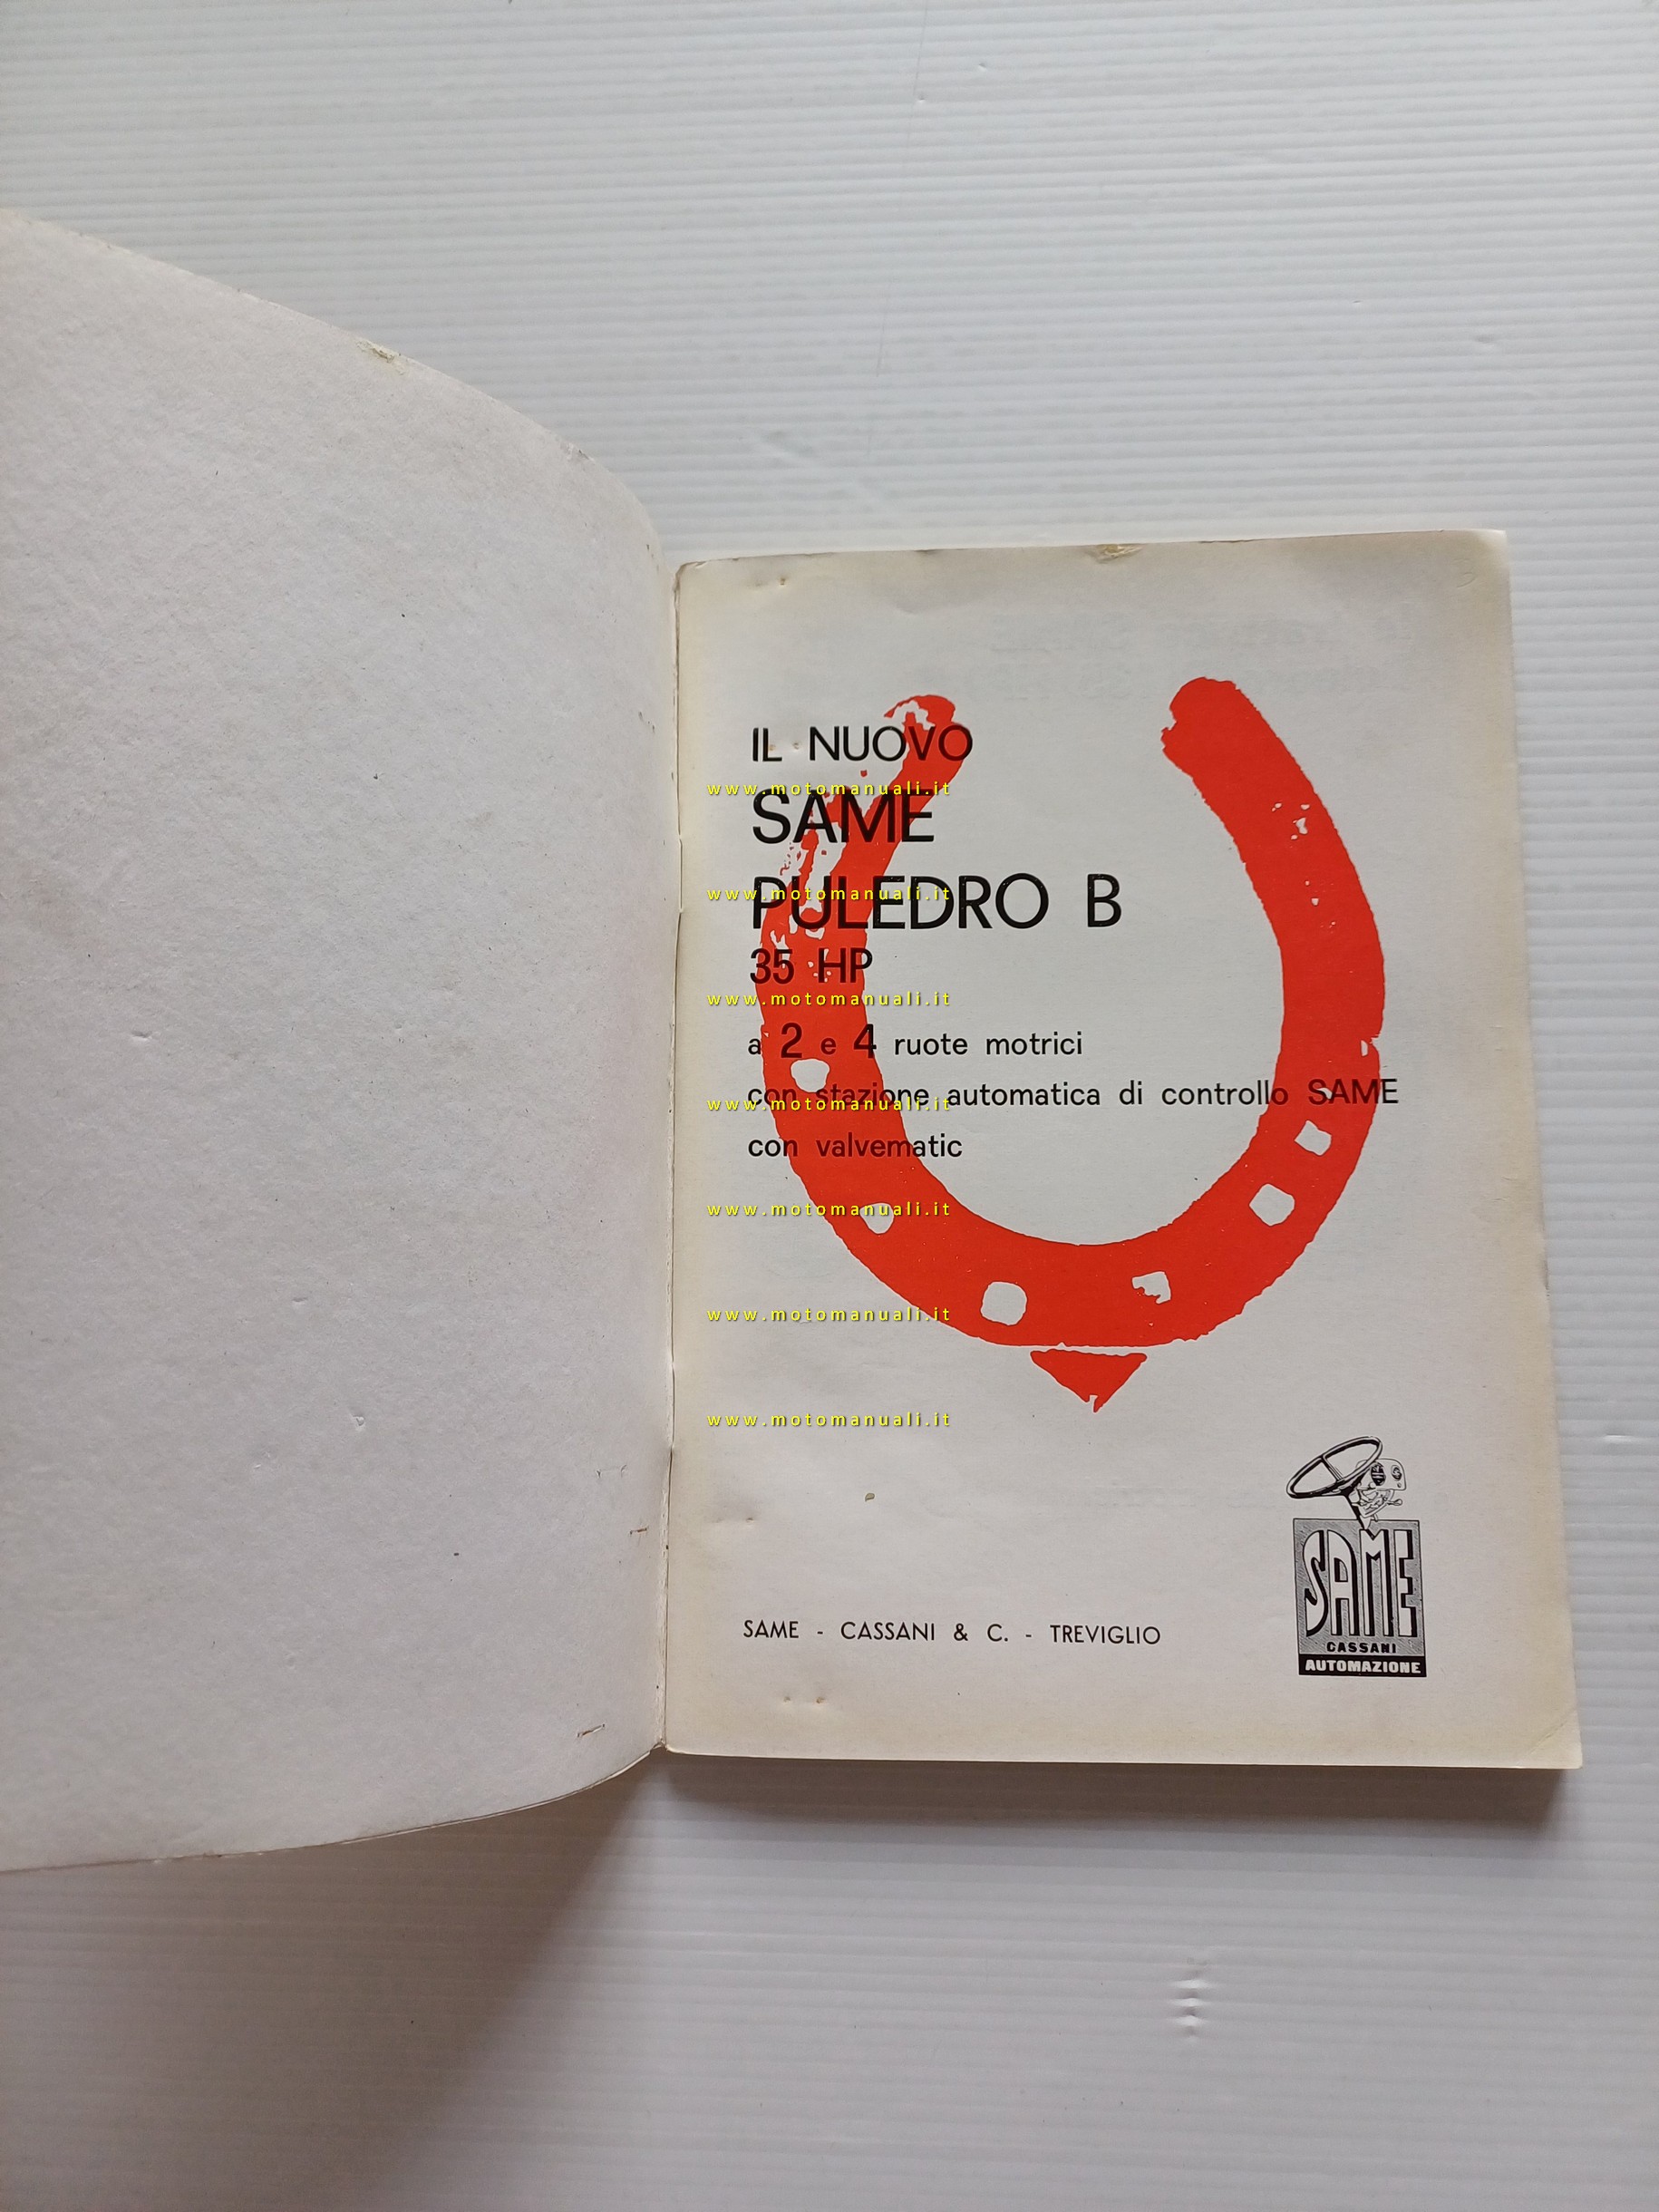 IL NUOVO
www.motomanuali.it
SAME
PULEDRO B
www.motomanuali.it
35 HP
www.motomanuali.it
a 2 e 4 ruote motrici
con stazione automatica di controllo SAME
www.motomanuali.it
con valvematic
www.motomanuali.it
www.motomanuali.it
www.motomanuali.it
SAME - CASSANI & C. - TREVIGLIO
SAME
CASSANI
AUTOMAZIONE